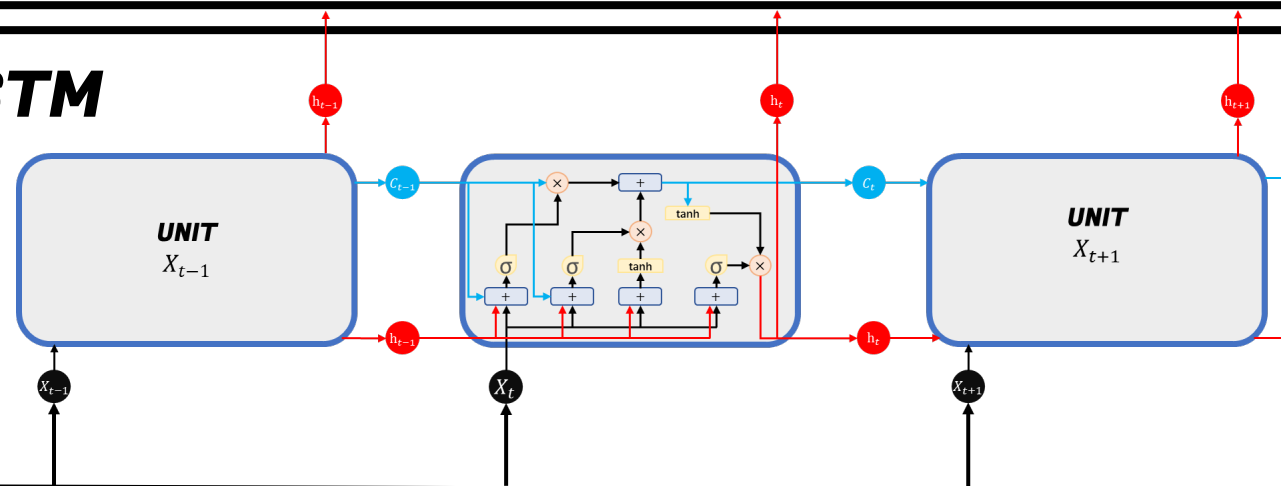 TM
h_{t-1}
h_t
h_{t+1}
C_{t-1}
C_t
UNIT
X_{t-1}
×
+
tanh
×
σ
σ
tanh
σ
×
+
+
+
+
UNIT
X_{t+1}
h_{t-1}
h_t
X_{t-1}
X_t
X_{t+1}